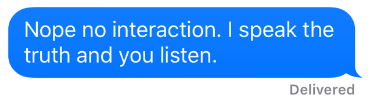 Nope no interaction. I speak the
truth and you listen.
Delivered